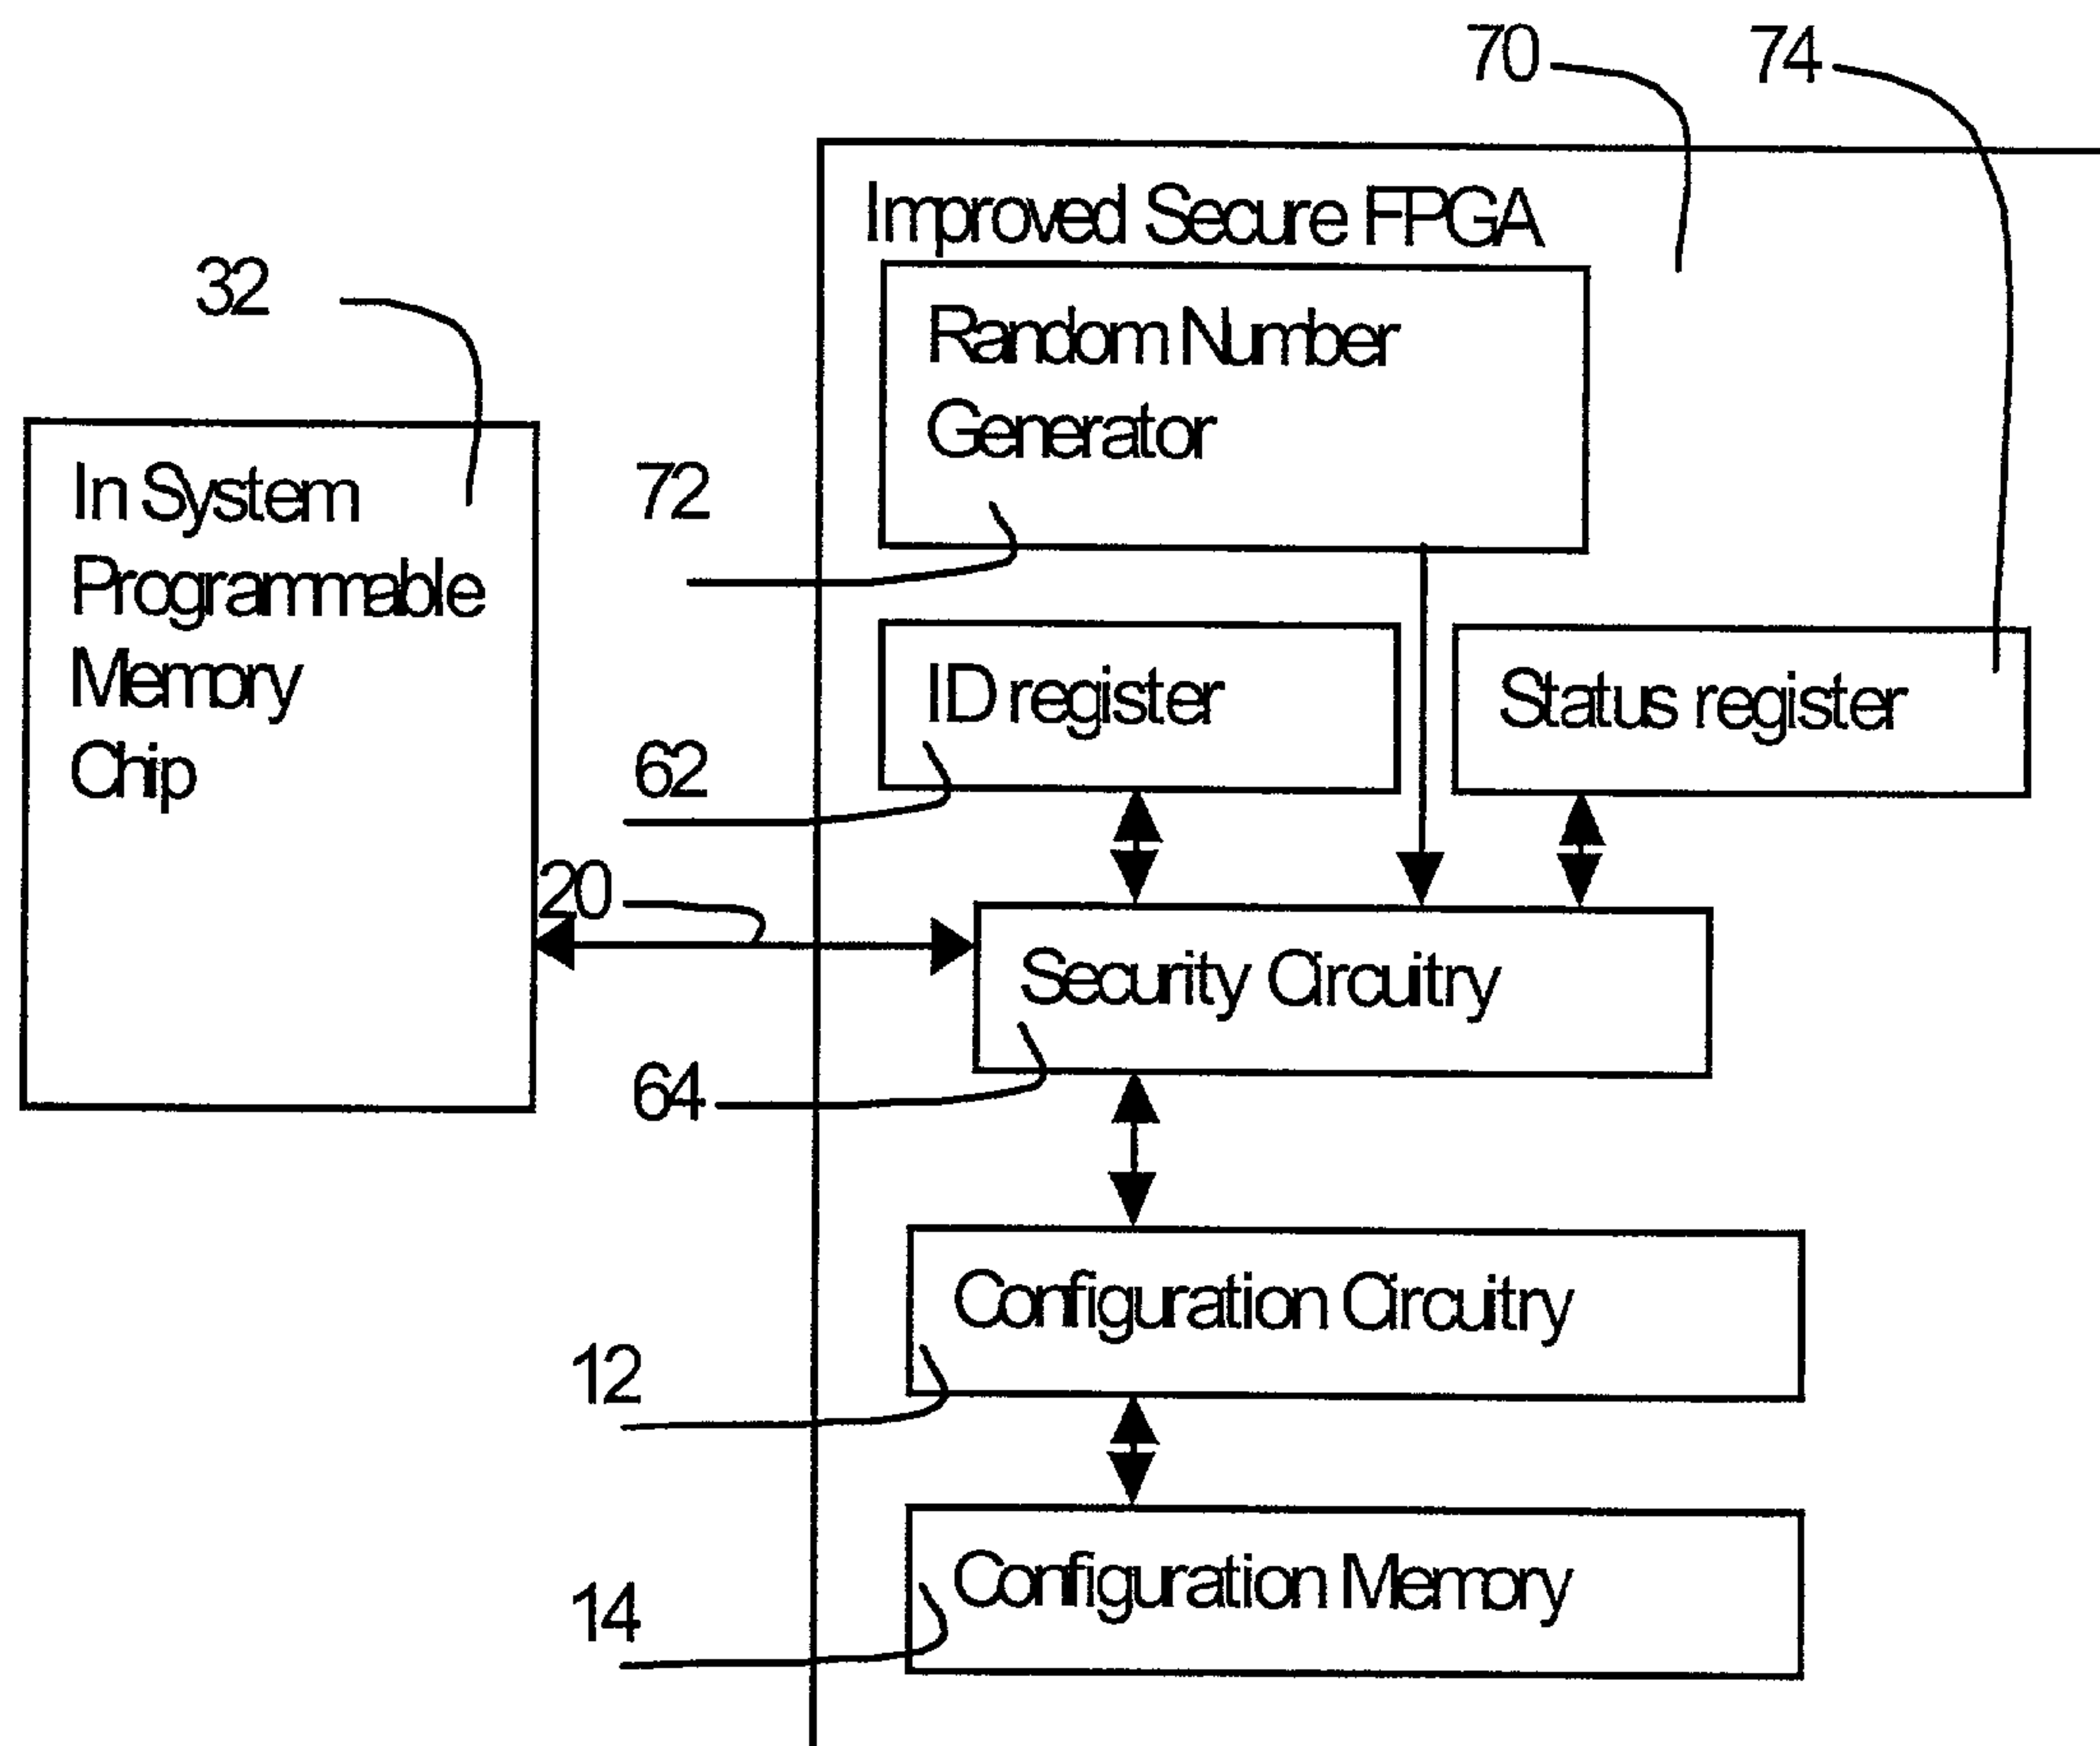 70
74
Improved Secure FPGA
32
Random Number
Generator
In System
Programmable
Memory
Chip
72
ID register
Status register
62
20
Security Circuitry
64
Configuration Circuitry
12
Configuration Memory
14